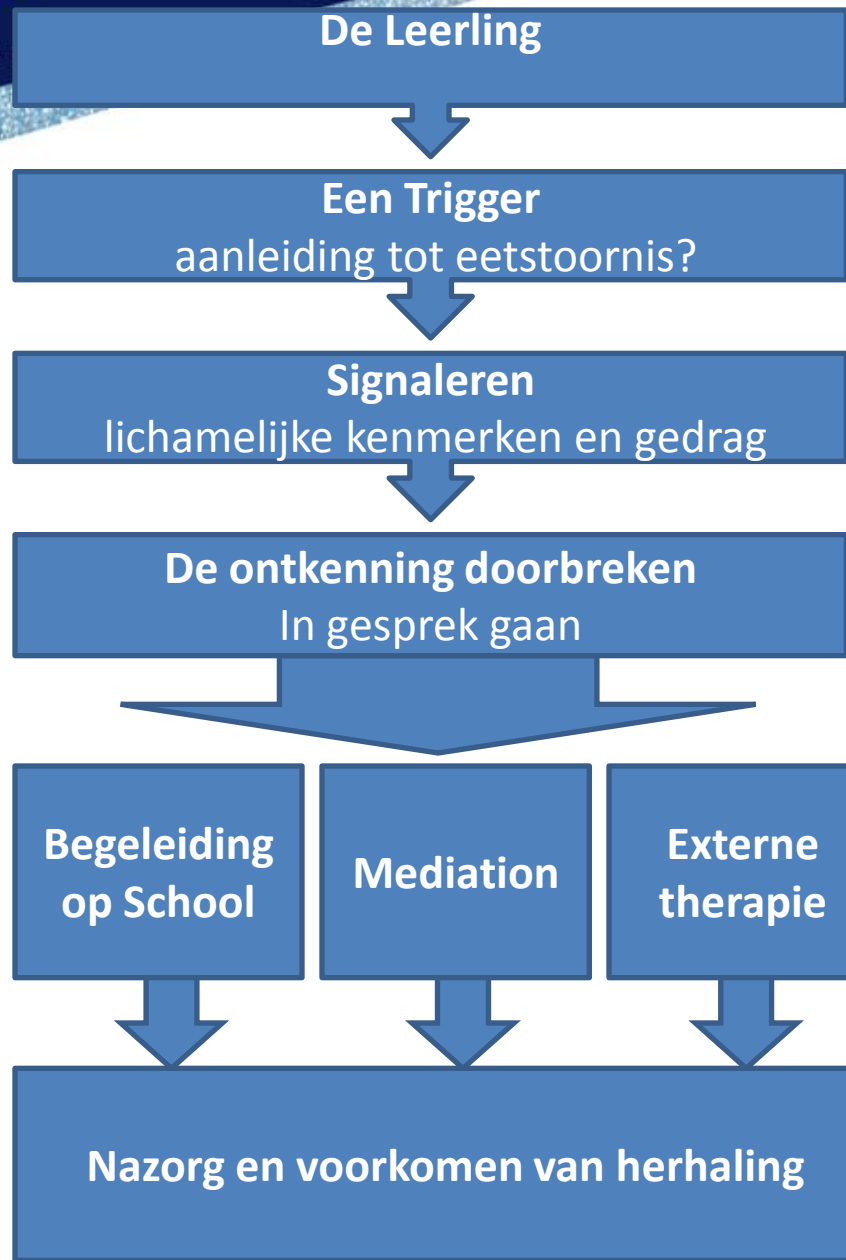 De Leerling
Een Trigger
aanleiding tot eetstoornis?
Signaleren
lichamelijke kenmerken en gedrag
De ontkenning doorbreken
In gesprek gaan
Begeleiding
op School
Mediation
Externe
therapie
Nazorg en voorkomen van herhaling